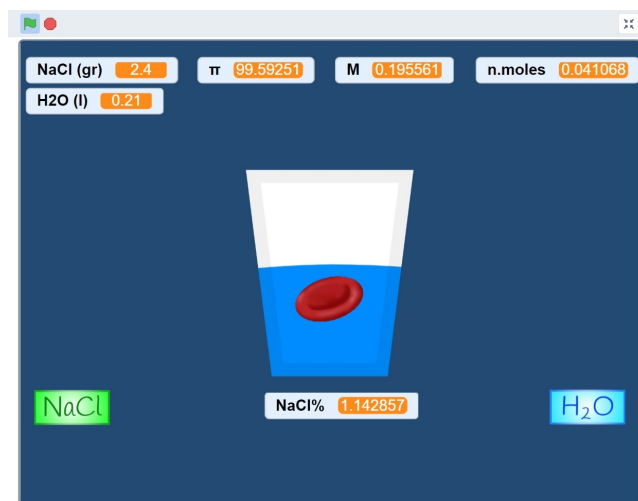 NaCl (gr) 2.4 π 99.59251 M 0.195561 n.moles 0.041068
H2O (l) 0.21
NaCl
NaCl% 1.142857
H₂O